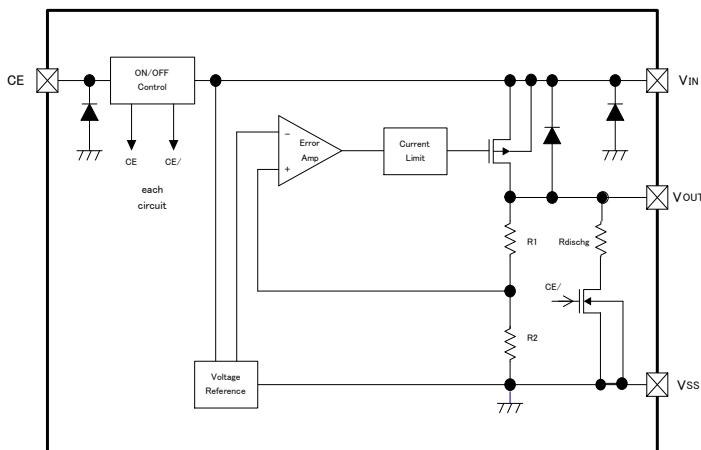 CE
ON/OFF
Control
VIN
CE
CE/
each
circuit
−
Error
Amp
+
Current
Limit
VOUT
R1
Rdischg
CE/
R2
Voltage
Reference
VSS